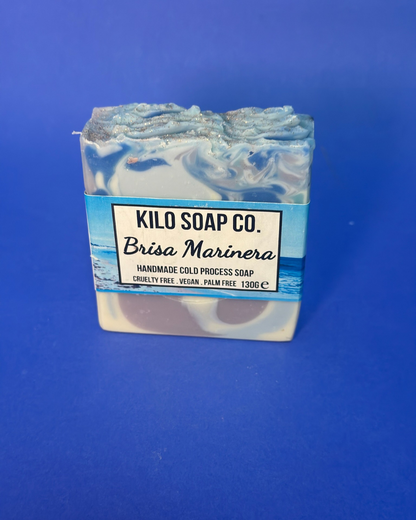 KILO SOAP CO.
Brisa Marinera
HANDMADE COLD PROCESS SOAP
CRUELTY FREE . VEGAN . PALM FREE 130G ℮